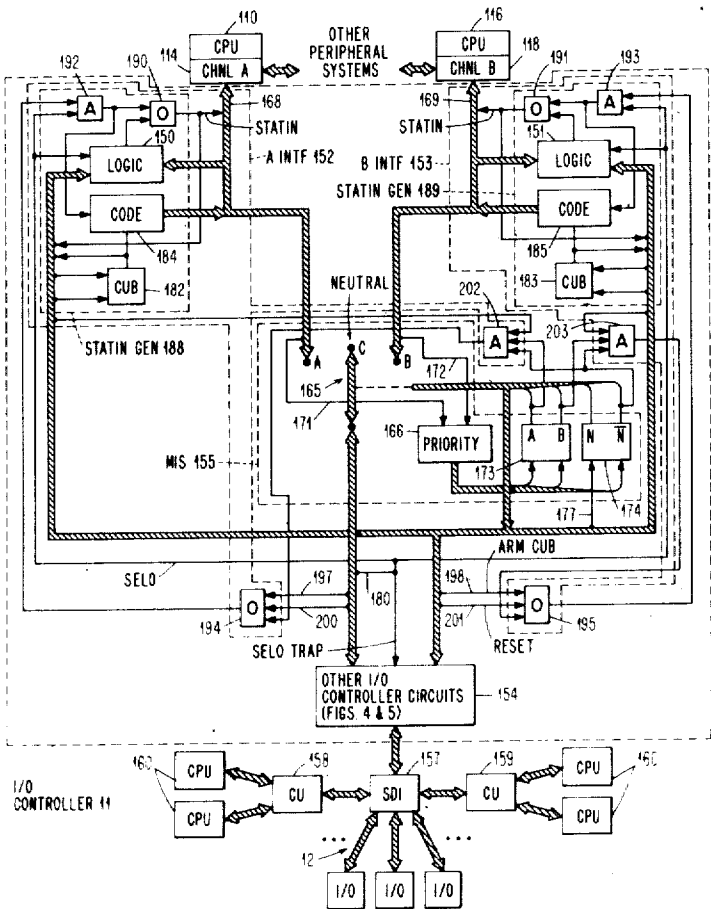 110
CPU
114
CHNL A
OTHER
PERIPHERAL
SYSTEMS
116
CPU
118
CHNL B
192
190
A
O
168
STATIN
169
STATIN
191
193
O
A
150
LOGIC
A INTF 152
B INTF 153
151
LOGIC
STATIN GEN 189
CODE
184
CODE
185
CUB
182
CUB
183
STATIN GEN 188
NEUTRAL
202
A
203
A
C
A
B
165
172
171
166
PRIORITY
A
B
N
N̅
173
174
MIS 155
177
ARM CUB
SELO
197
198
180
194
O
200
201
O
195
SELO TRAP
RESET
OTHER I/O
CONTROLLER CIRCUITS
(FIGS. 4 & 5)
154
160
CPU
158
157
159
CPU
CU
SDI
CU
CPU
CPU
I/O
CONTROLLER 11
12
...
...
I/O
I/O
I/O